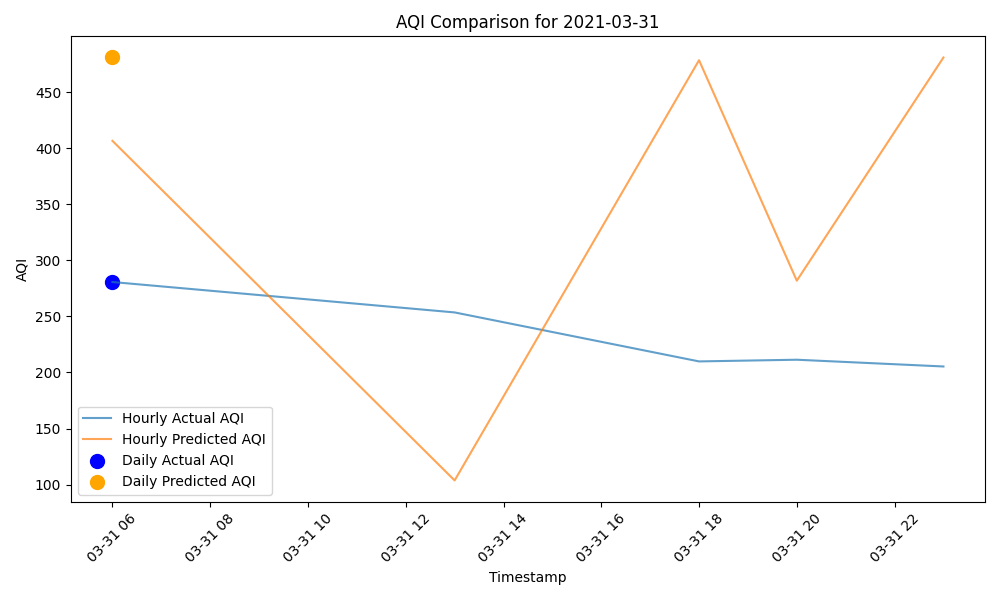 AQI Comparison for 2021-03-31
AQI
450
400
350
300
250
200
150
100
Hourly Actual AQI
Hourly Predicted AQI
Daily Actual AQI
Daily Predicted AQI
03-31 06
03-31 08
03-31 10
03-31 12
03-31 14
03-31 16
03-31 18
03-31 20
03-31 22
Timestamp